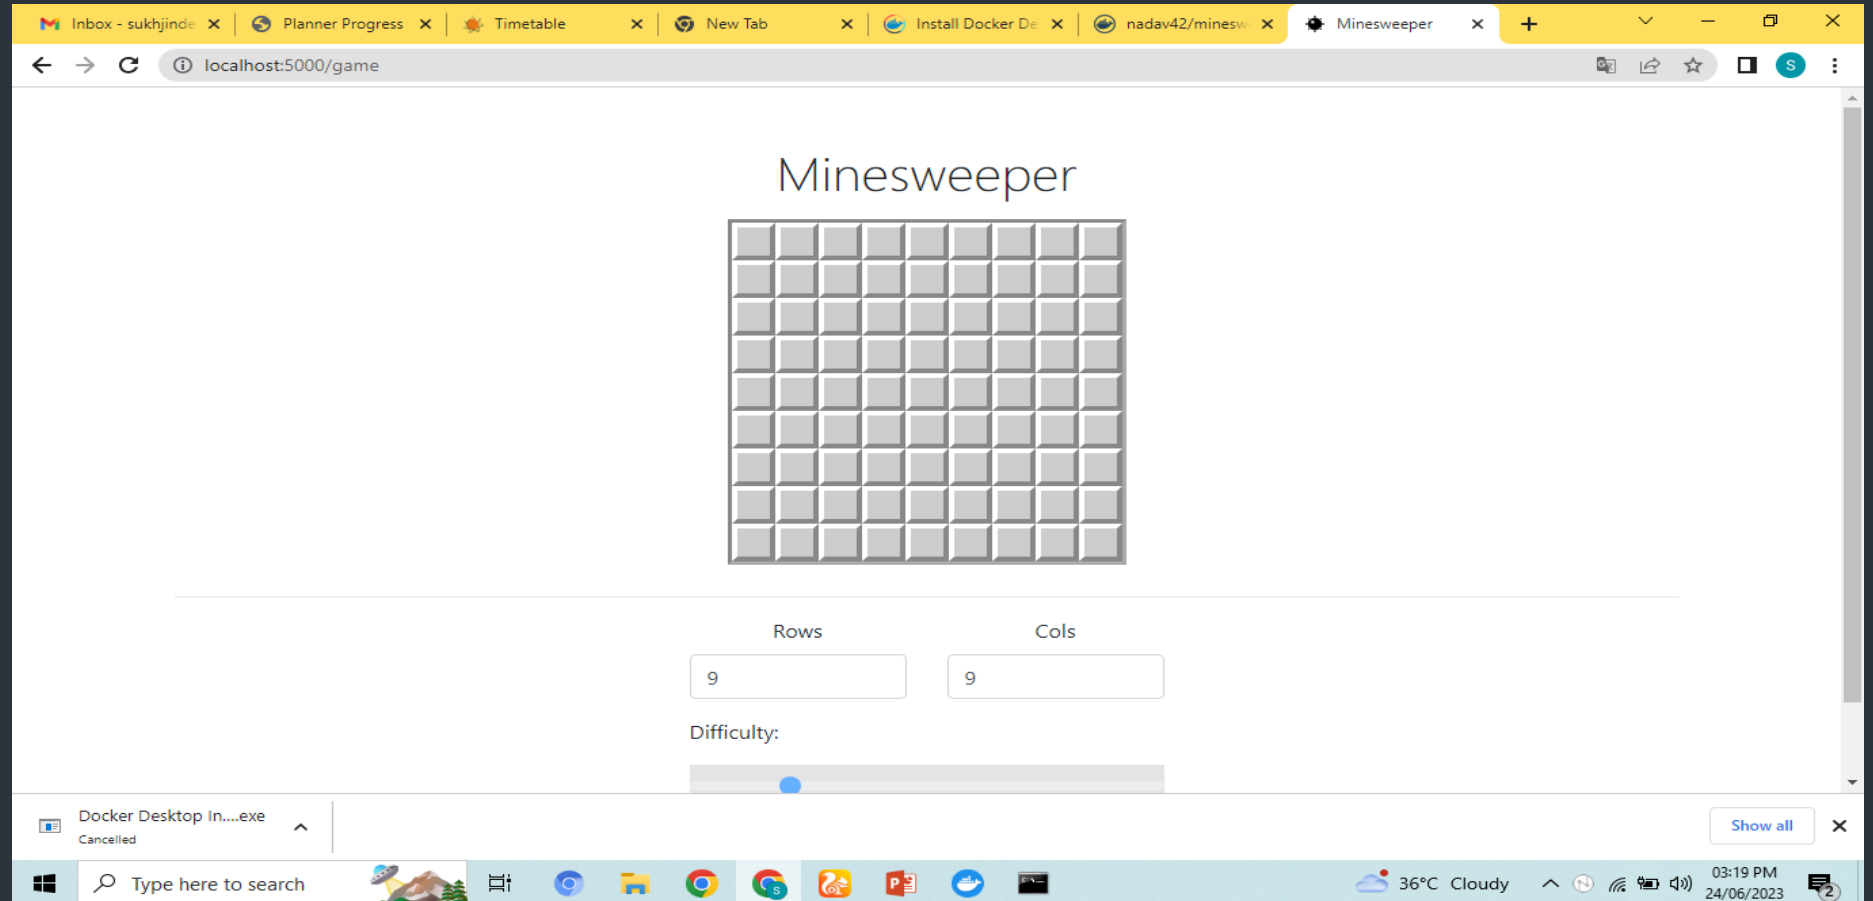 Inbox - sukhjinde
Planner Progress
Timetable
New Tab
Install Docker De
nadav42/minesw
Minesweeper
localhost:5000/game
S
Minesweeper
Rows
Cols
9
9
Difficulty:
Docker Desktop In....exe
Cancelled
Show all
Type here to search
S
36°C Cloudy
03:19 PM
24/06/2023
2